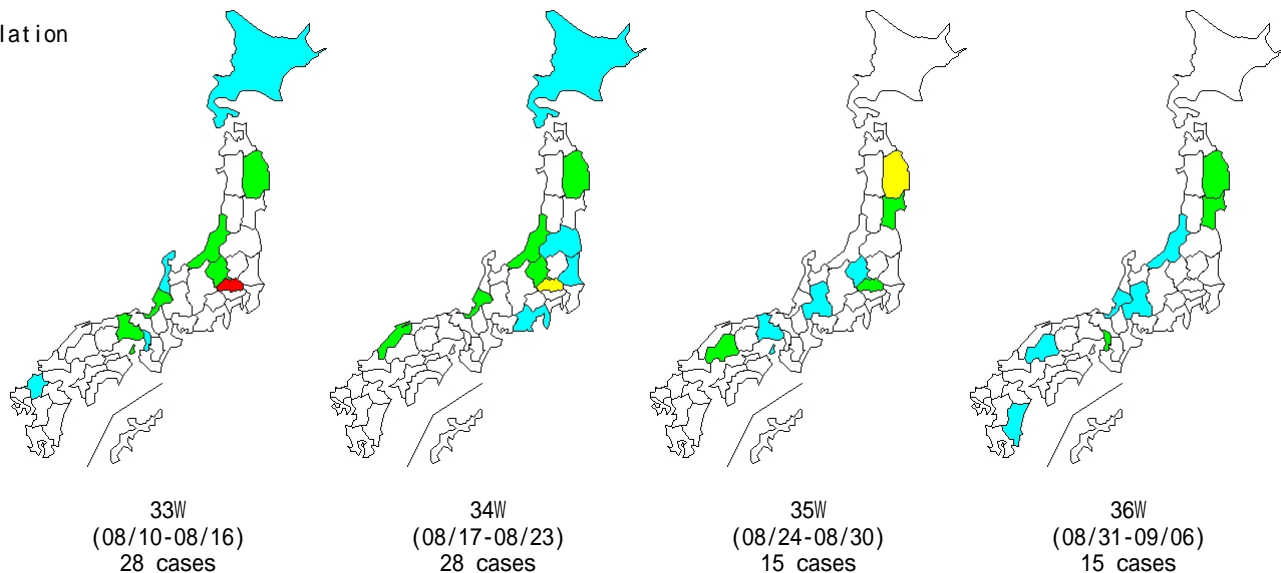 lation
33W
(08/10-08/16)
28 cases
34W
(08/17-08/23)
28 cases
35W
(08/24-08/30)
15 cases
36W
(08/31-09/06)
15 cases